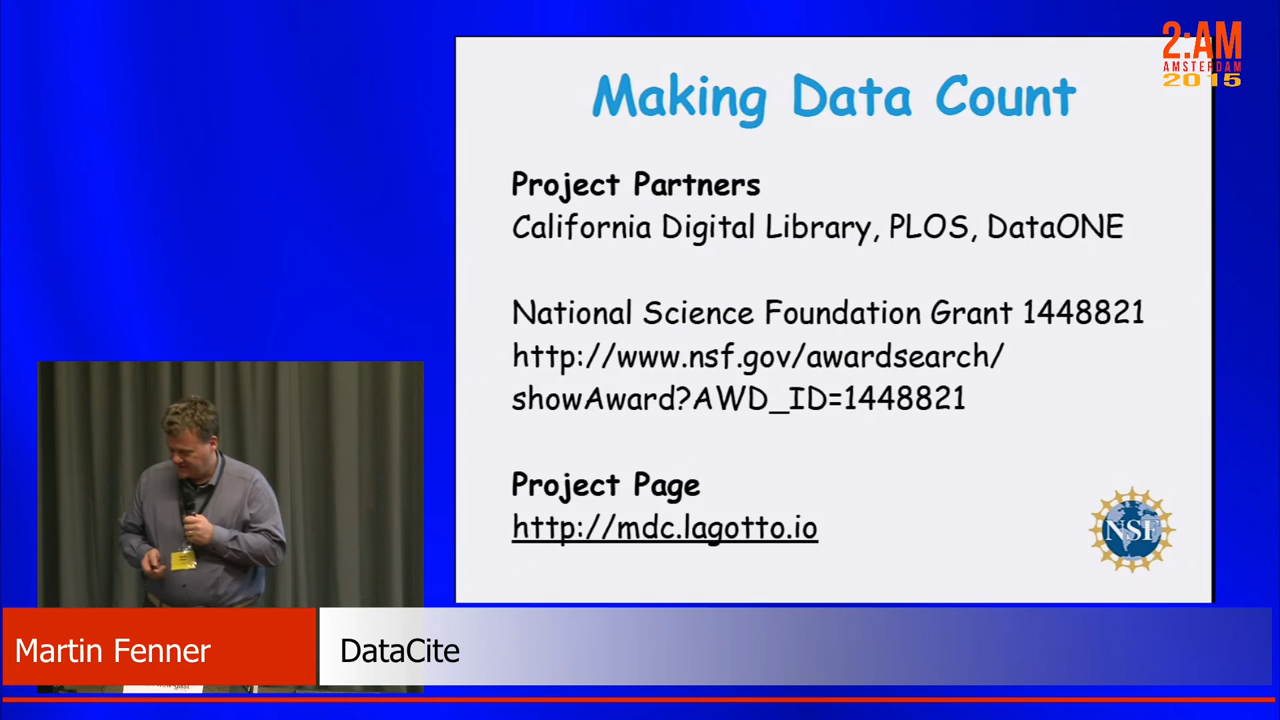 2:AM
AMSTERDAM
2015
Making Data Count
Project Partners
California Digital Library, PLOS, DataONE
National Science Foundation Grant 1448821
http://www.nsf.gov/awardsearch/
showAward?AWD_ID=1448821
Project Page
http://mdc.lagotto.io
NSF
Martin Fenner
DataCite